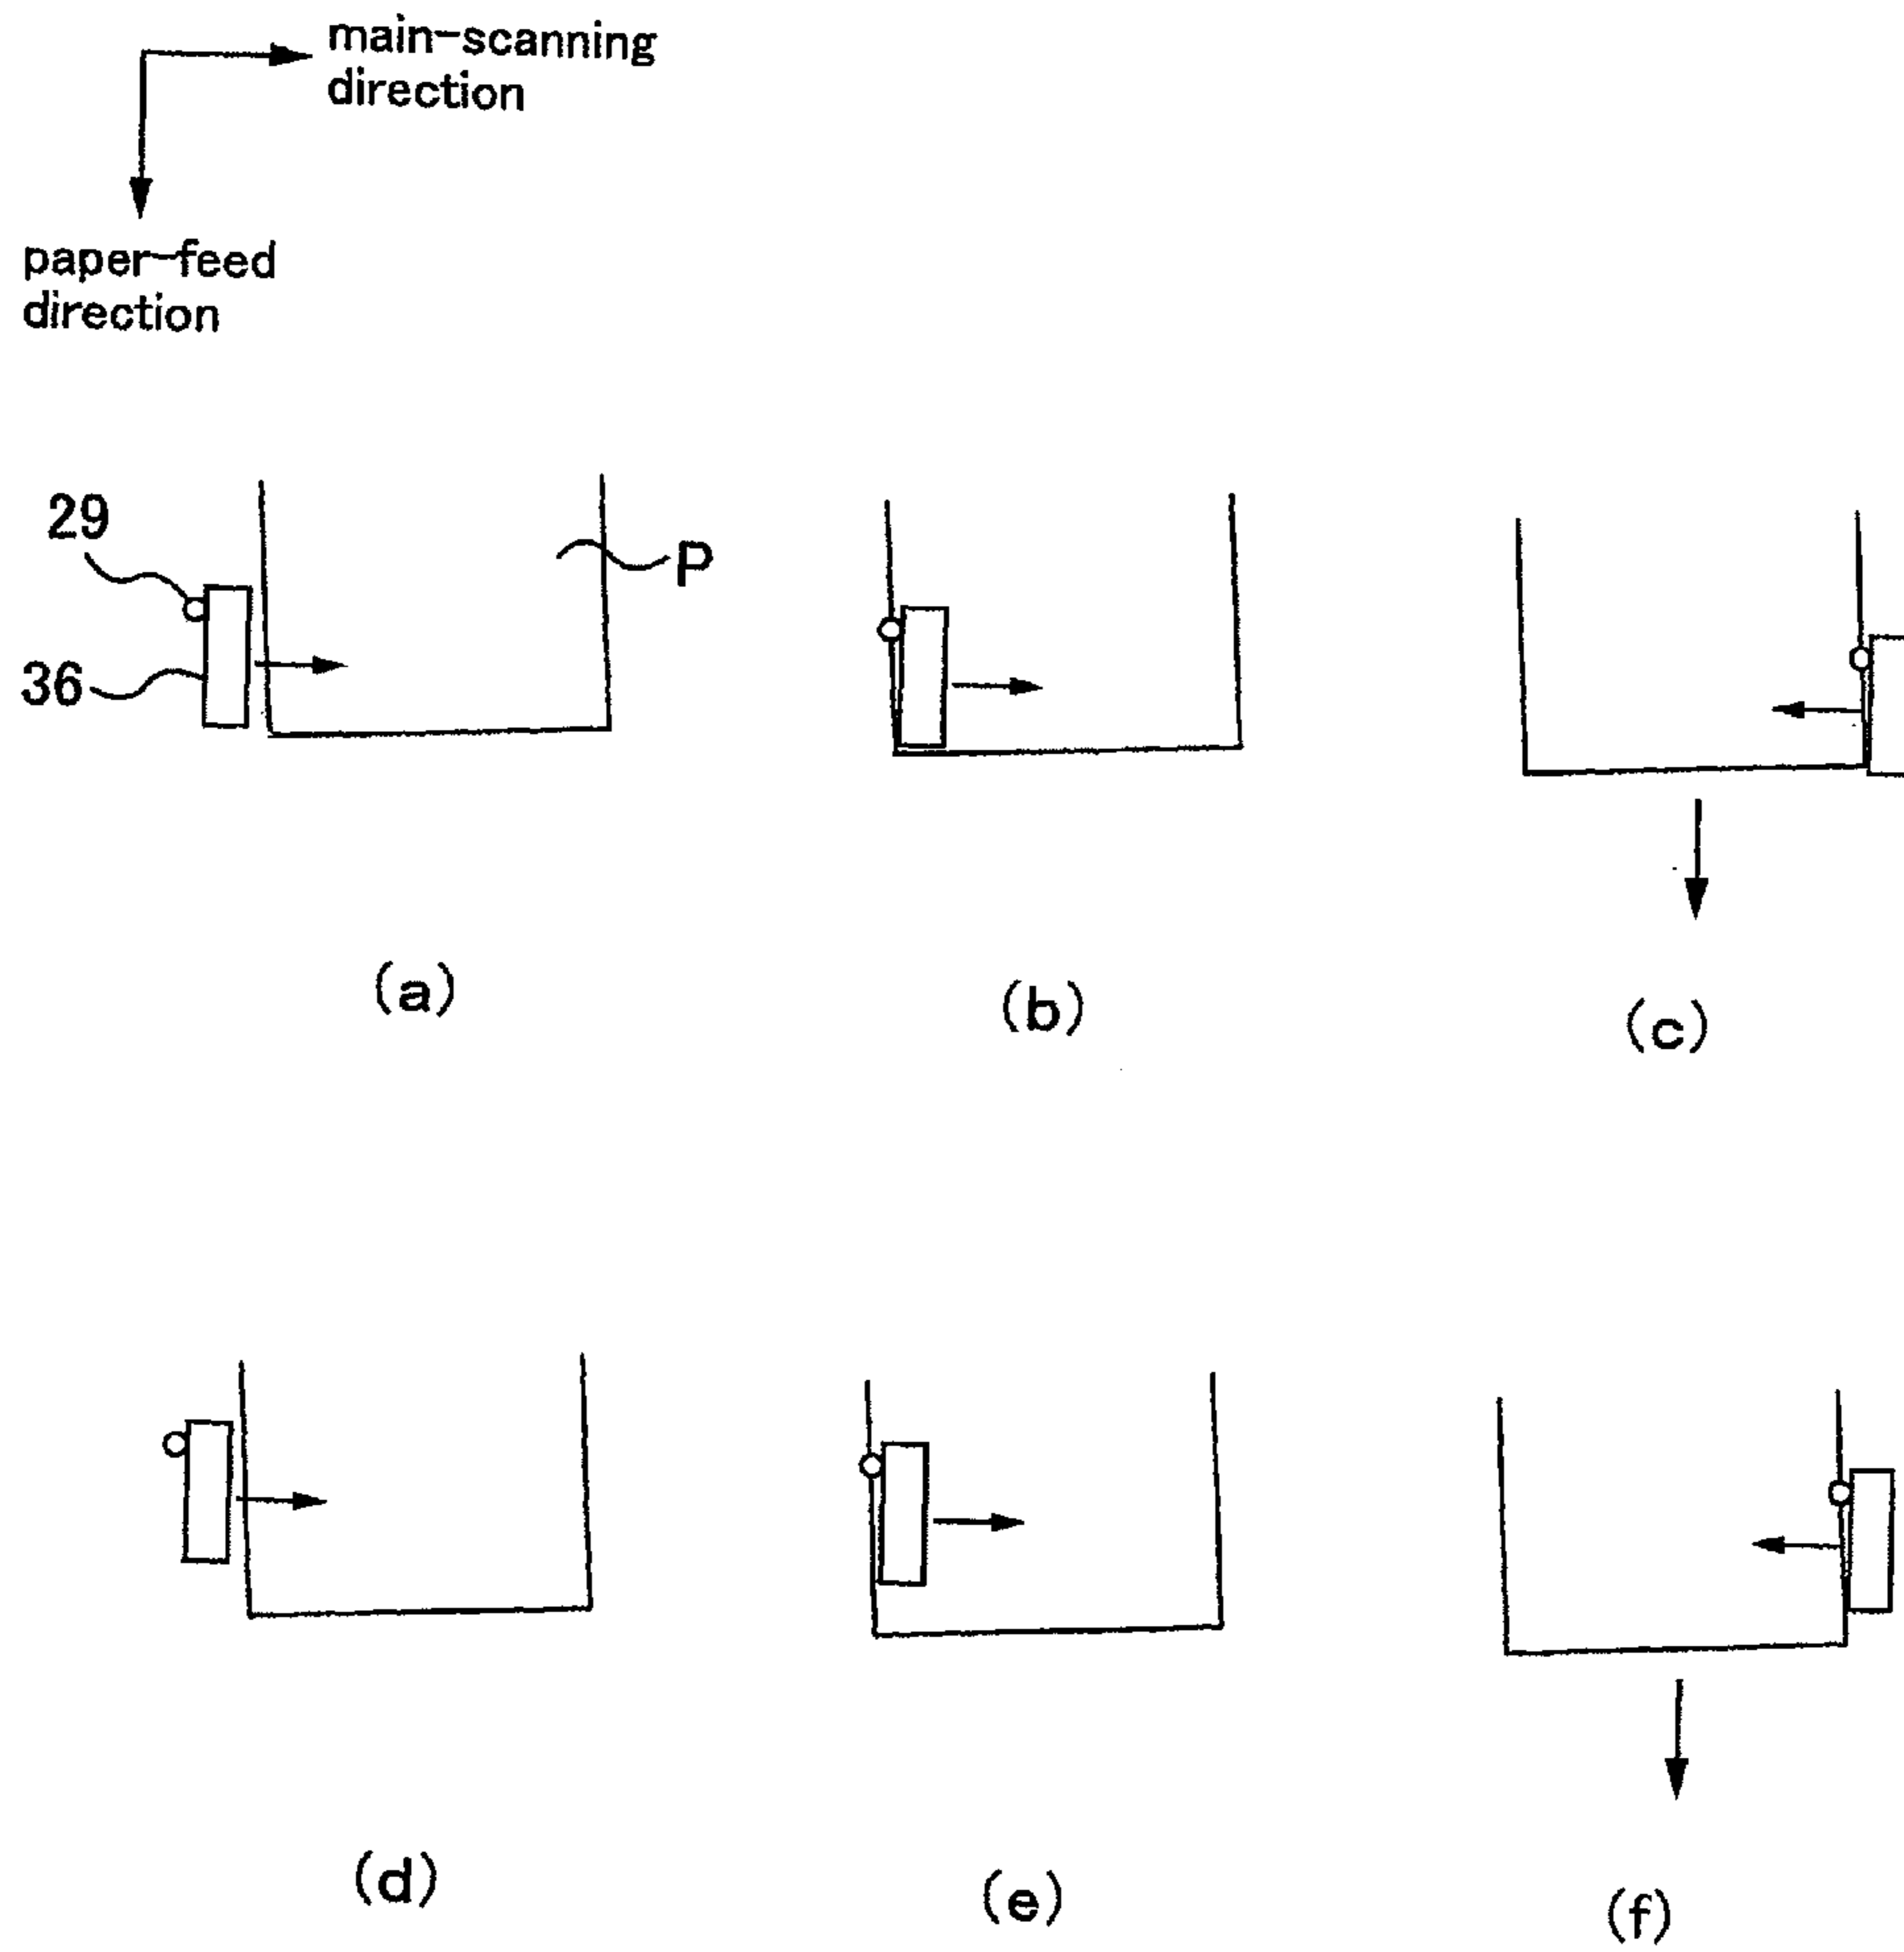 main-scanning
direction
paper-feed
direction
29
P
36
(a)
(b)
(c)
(d)
(e)
(f)